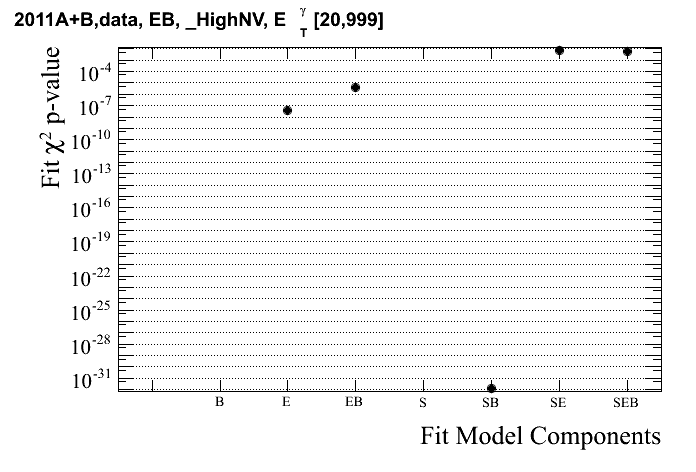 2011A+B,data, EB, _HighNV, E γ T [20,999]
Fit χ² p-value
10⁻⁴
10⁻⁷
10⁻¹⁰
10⁻¹³
10⁻¹⁶
10⁻¹⁹
10⁻²²
10⁻²⁵
10⁻²⁸
10⁻³¹
B E EB S SB SE SEB
Fit Model Components